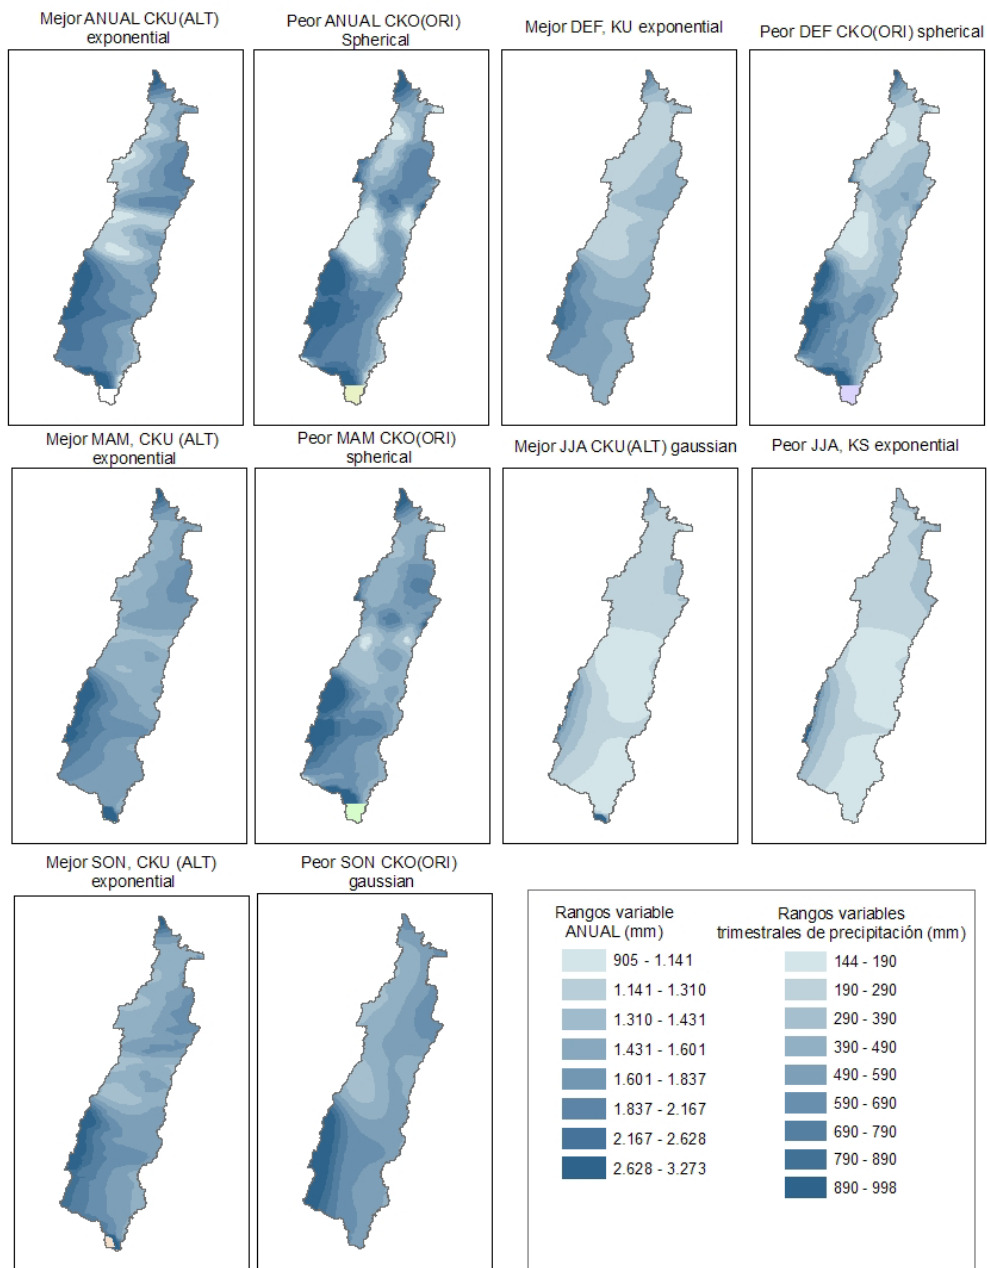 Mejor ANUAL CKU(ALT)
exponential
Peor ANUAL CKO(ORI)
Spherical
Mejor DEF, KU exponential
Peor DEF CKO(ORI) spherical
Mejor MAM, CKU (ALT)
exponential
Peor MAM CKO(ORI)
spherical
Mejor JJA CKU(ALT) gaussian
Peor JJA, KS exponential
Mejor SON, CKU (ALT)
exponential
Peor SON CKO(ORI)
gaussian
Rangos variable
ANUAL (mm)
905 - 1.141
1.141 - 1.310
1.310 - 1.431
1.431 - 1.601
1.601 - 1.837
1.837 - 2.167
2.167 - 2.628
2.628 - 3.273
Rangos variables
trimestrales de precipitación (mm)
144 - 190
190 - 290
290 - 390
390 - 490
490 - 590
590 - 690
690 - 790
790 - 890
890 - 998